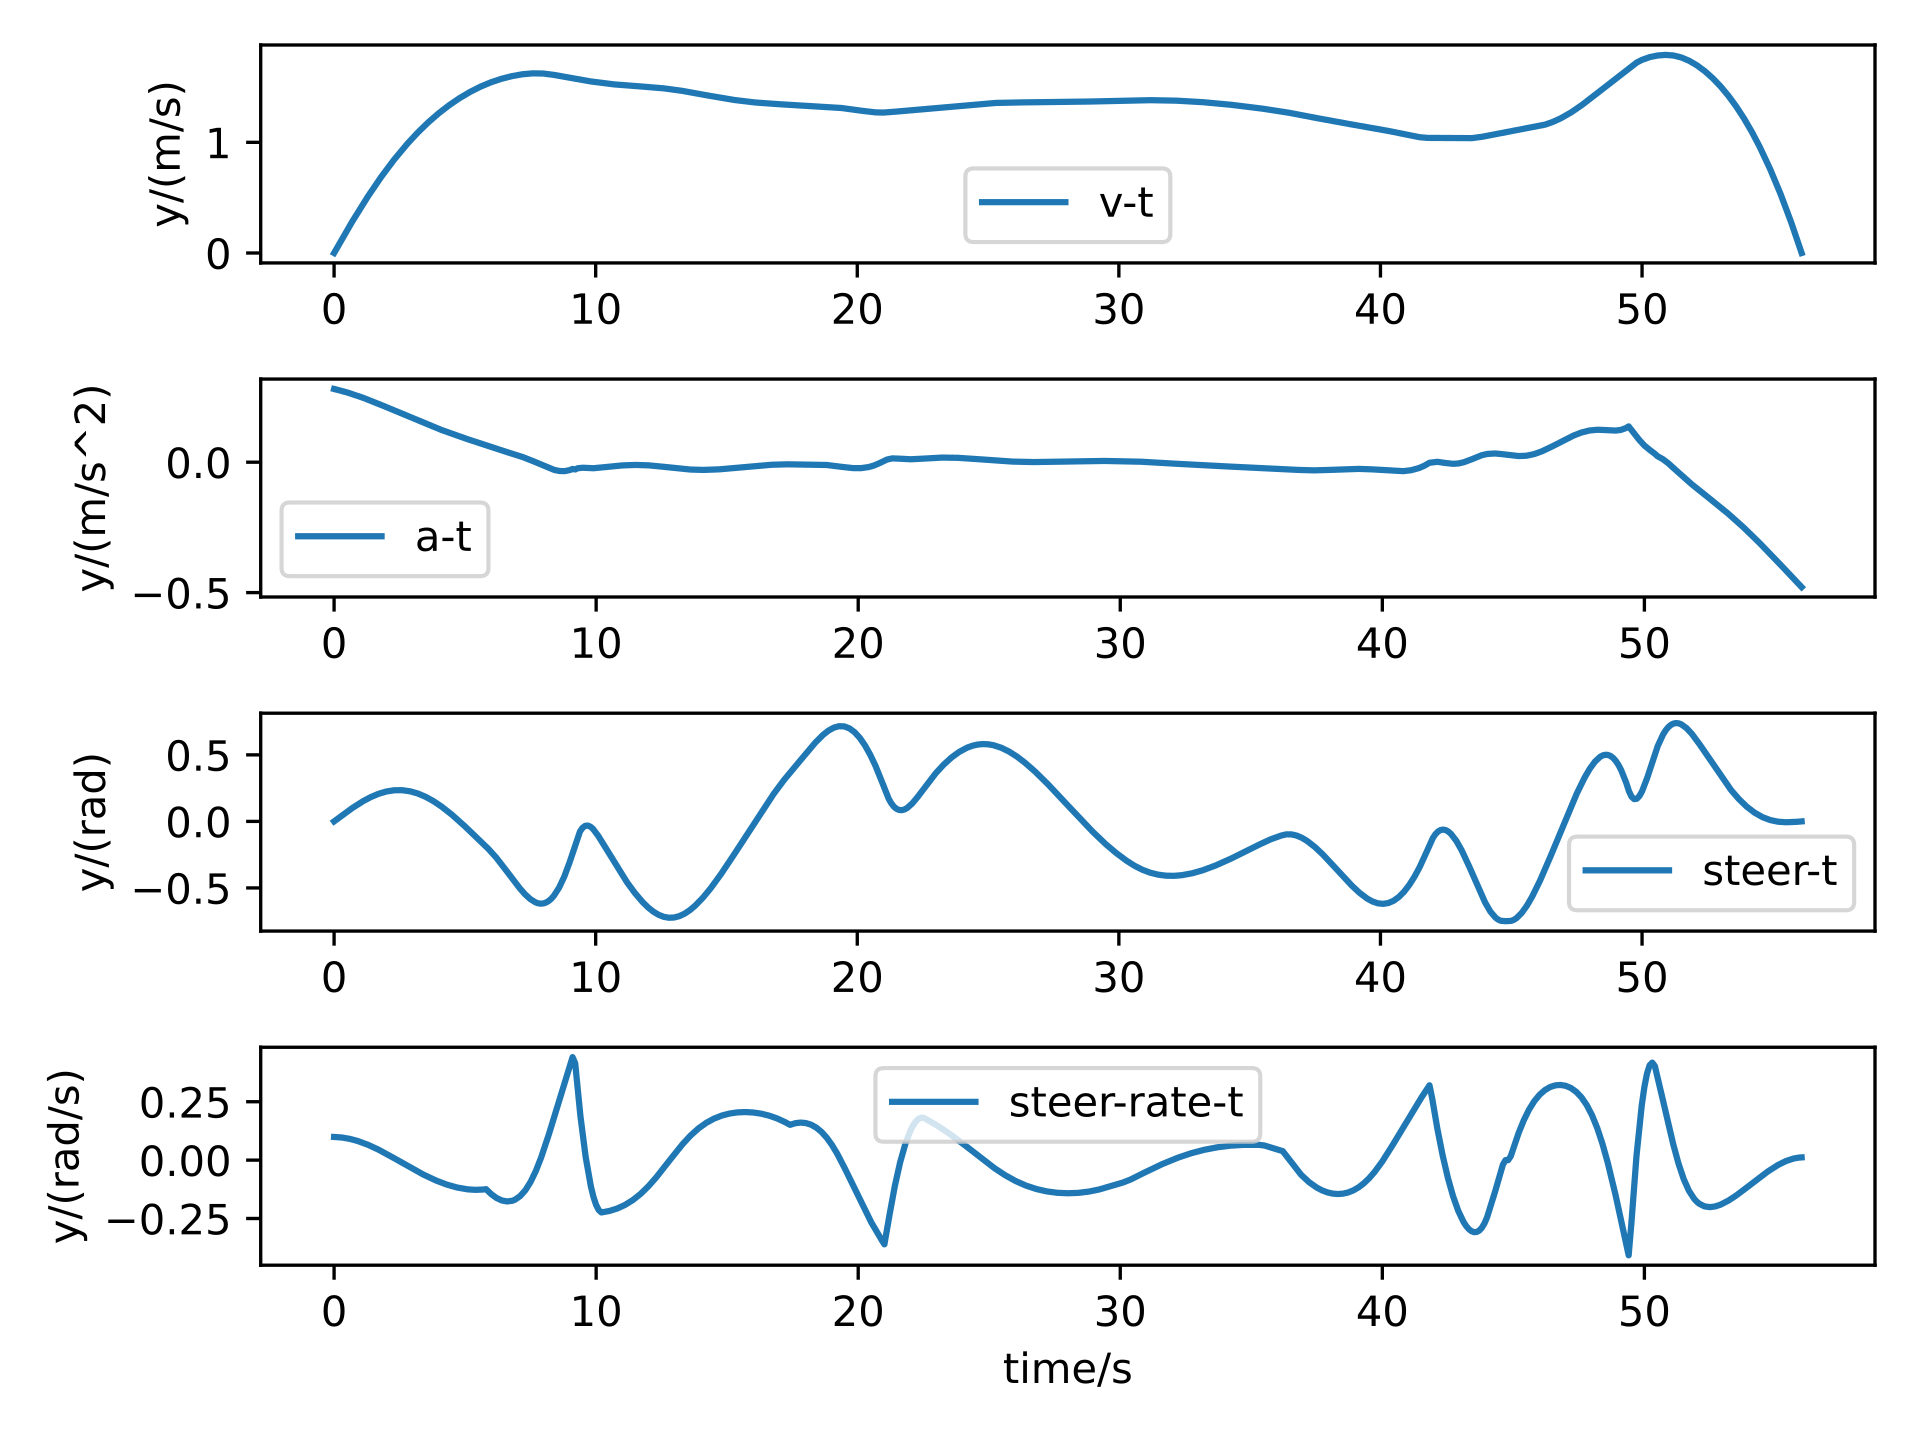 y/(m/s)
1
0
v-t
0 10 20 30 40 50
y/(m/s^2)
0.0
−0.5
a-t
0 10 20 30 40 50
y/(rad)
0.5
0.0
−0.5
steer-t
0 10 20 30 40 50
y/(rad/s)
0.25
0.00
−0.25
steer-rate-t
0 10 20 30 40 50
time/s